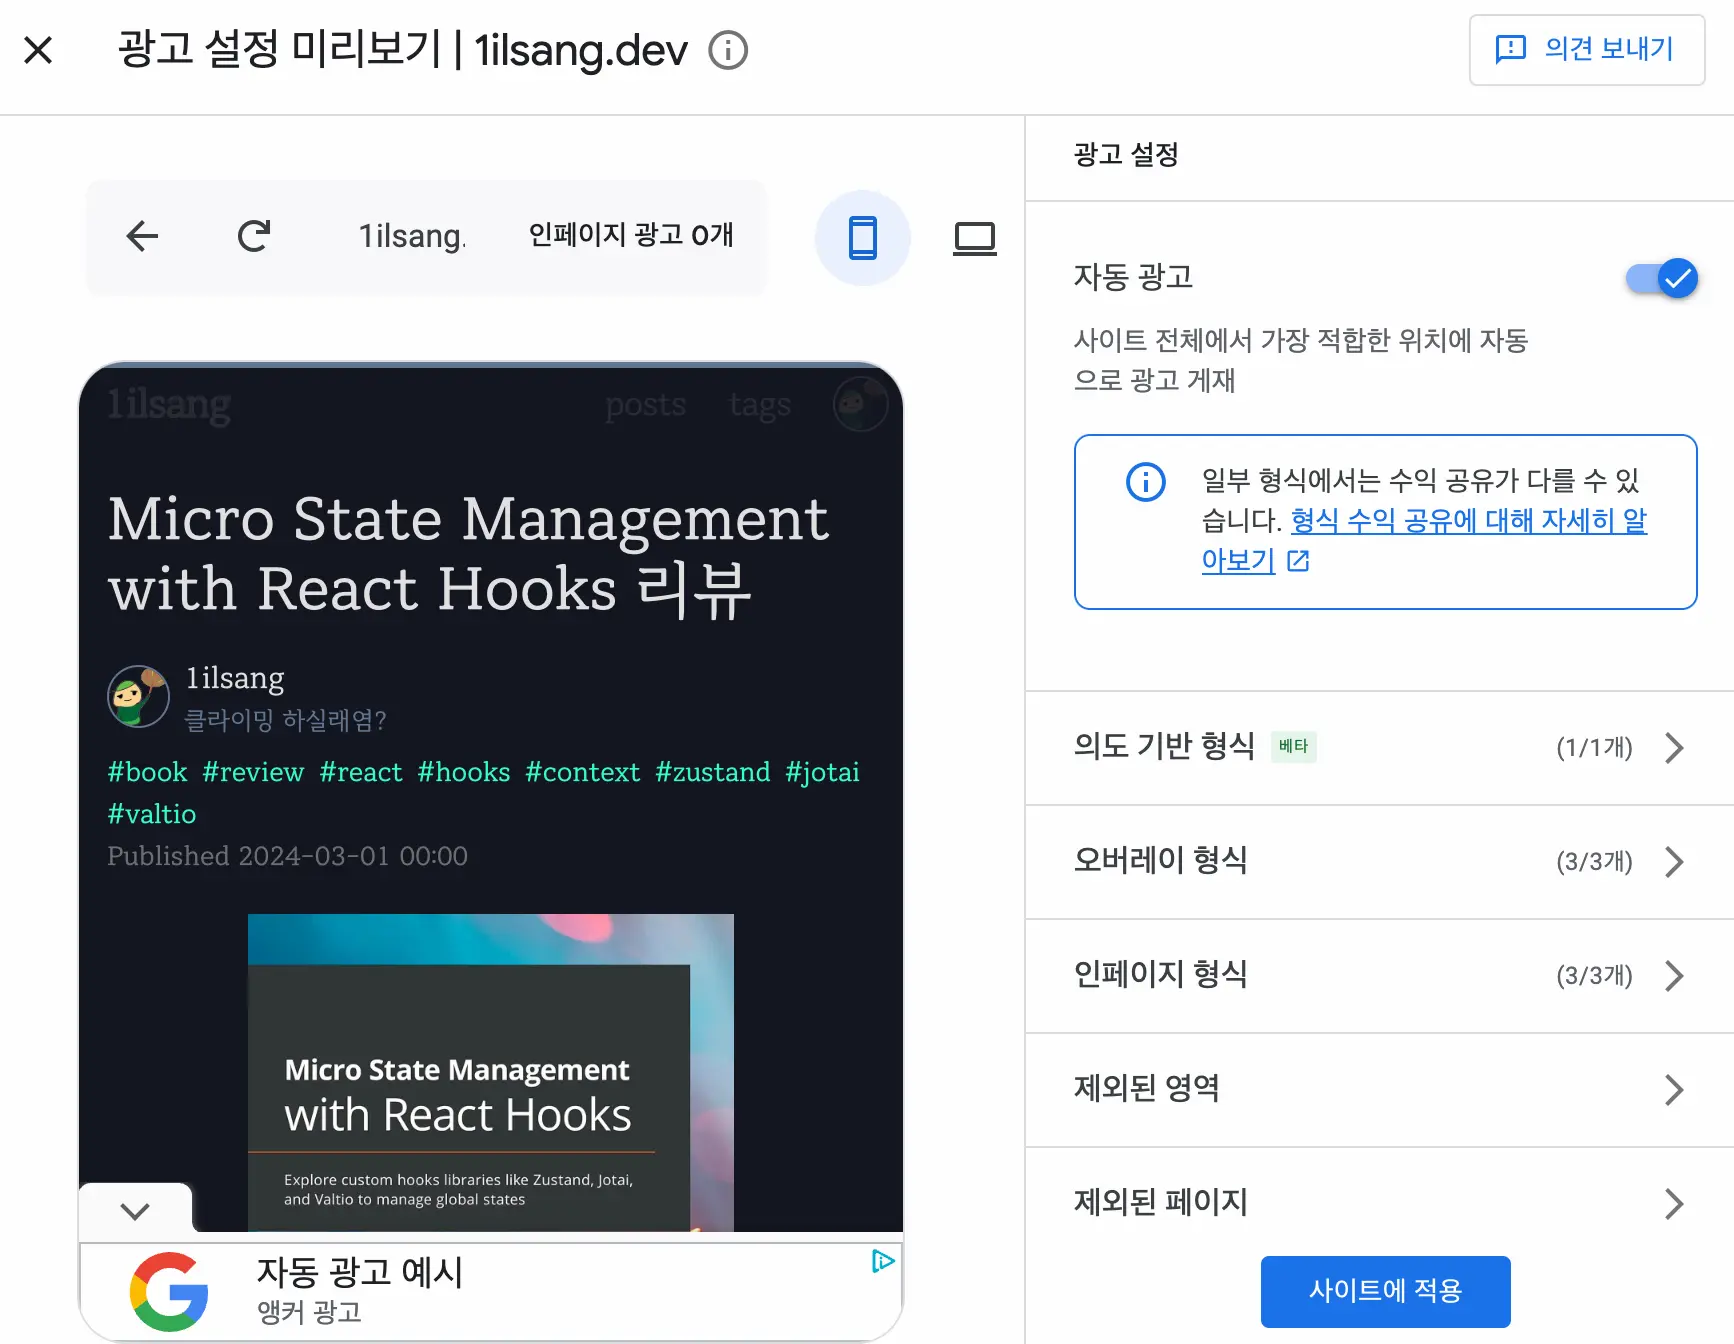 광고 설정 미리보기 | 1ilsang.dev
의견 보내기
1ilsang.
인페이지 광고 0개
1ilsang
posts
tags
Micro State Management
with React Hooks 리뷰
1ilsang
클라이밍 하실래염?
#book #review #react #hooks #context #zustand #jotai
#valtio
Published 2024-03-01 00:00
Micro State Management
with React Hooks
Explore custom hooks libraries like Zustand, Jotai,
and Valtio to manage global states
자동 광고 예시
앵커 광고
광고 설정
자동 광고
사이트 전체에서 가장 적합한 위치에 자동
으로 광고 게재
일부 형식에서는 수익 공유가 다를 수 있
습니다. 형식 수익 공유에 대해 자세히 알
아보기
의도 기반 형식 베타 (1/1개)
오버레이 형식 (3/3개)
인페이지 형식 (3/3개)
제외된 영역
제외된 페이지
사이트에 적용